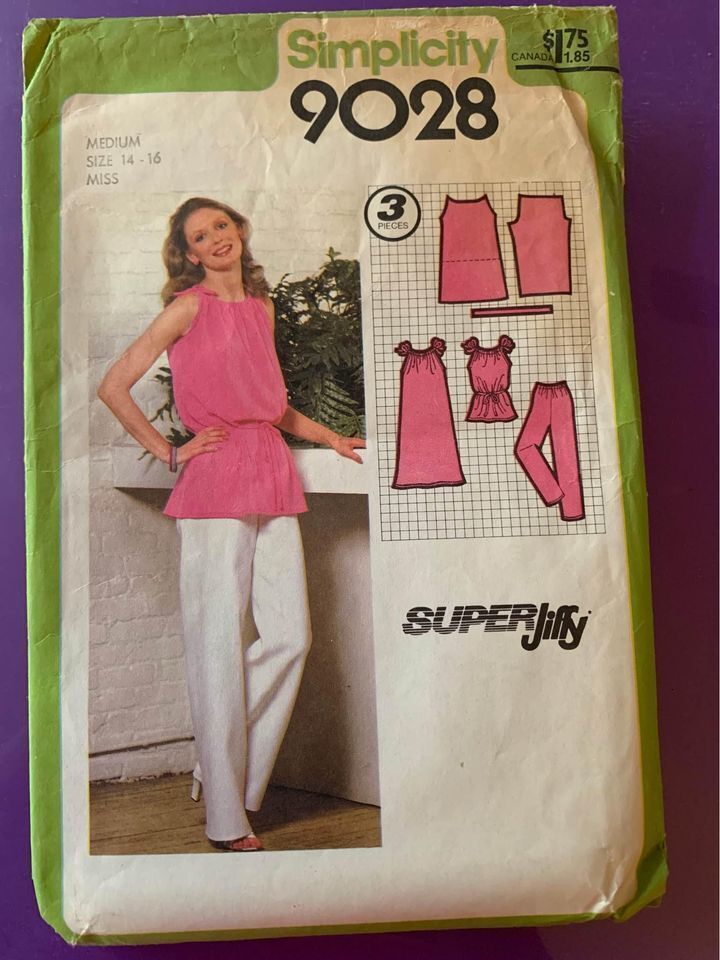 Simplicity
9028
$1.75
CANADA 1.85
MEDIUM
SIZE 14 - 16
MISS
3
PIECES
SUPER Jiffy